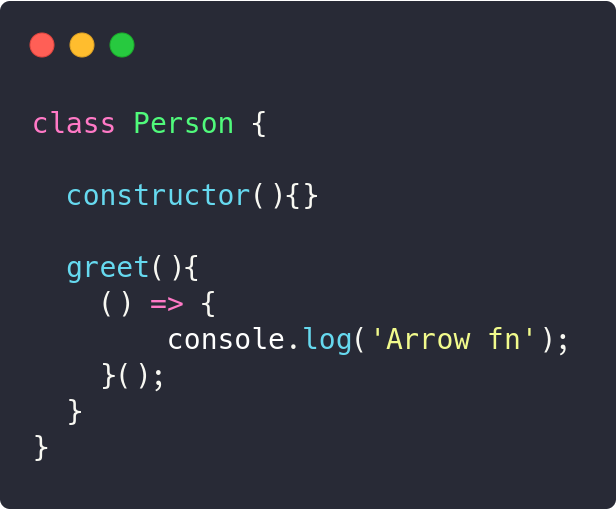 class Person {
constructor(){}
greet(){
() => {
console.log('Arrow fn');
}();
}
}